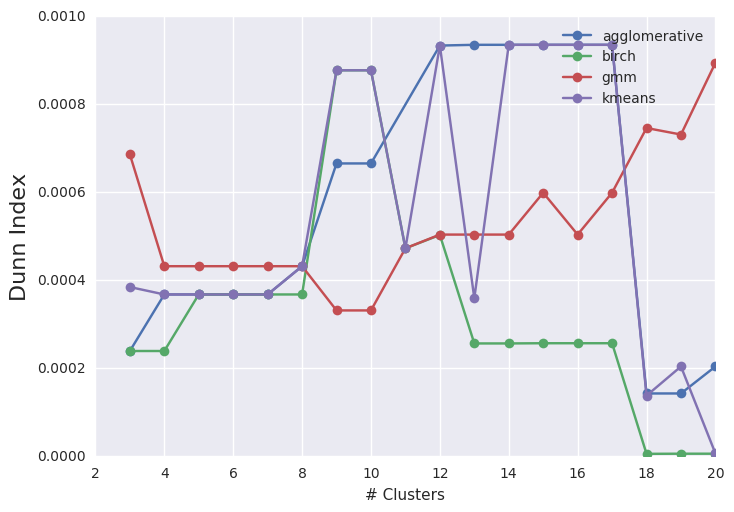 0.0010
0.0008
0.0006
0.0004
0.0002
0.0000
Dunn Index
2 4 6 8 10 12 14 16 18 20
# Clusters
agglomerative
birch
gmm
kmeans